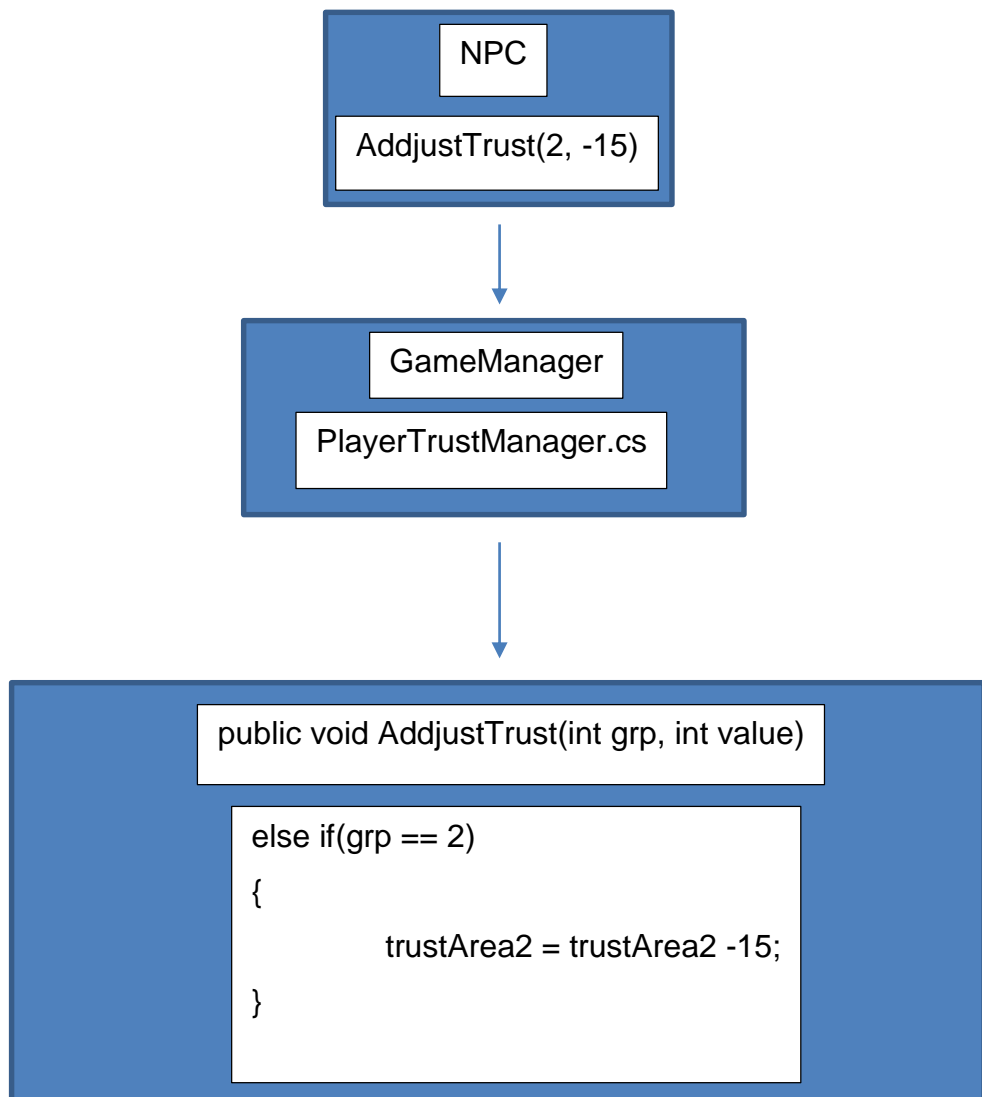 NPC
AddjustTrust(2, -15)
GameManager
PlayerTrustManager.cs
public void AddjustTrust(int grp, int value)
else if(grp == 2)
{
trustArea2 = trustArea2 -15;
}